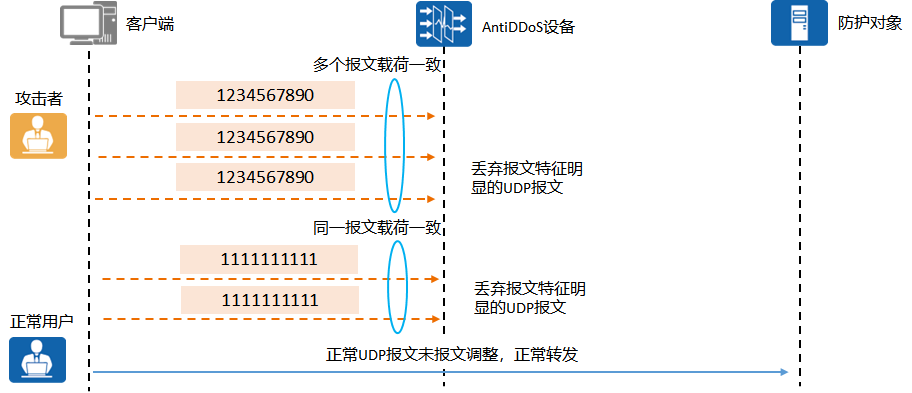 客户端
AntiDDoS设备
防护对象
多个报文载荷一致
攻击者
1234567890
1234567890
1234567890
丢弃报文特征明
显的UDP报文
同一报文载荷一致
1111111111
1111111111
丢弃报文特征明
显的UDP报文
正常用户
正常UDP报文未报文调整，正常转发